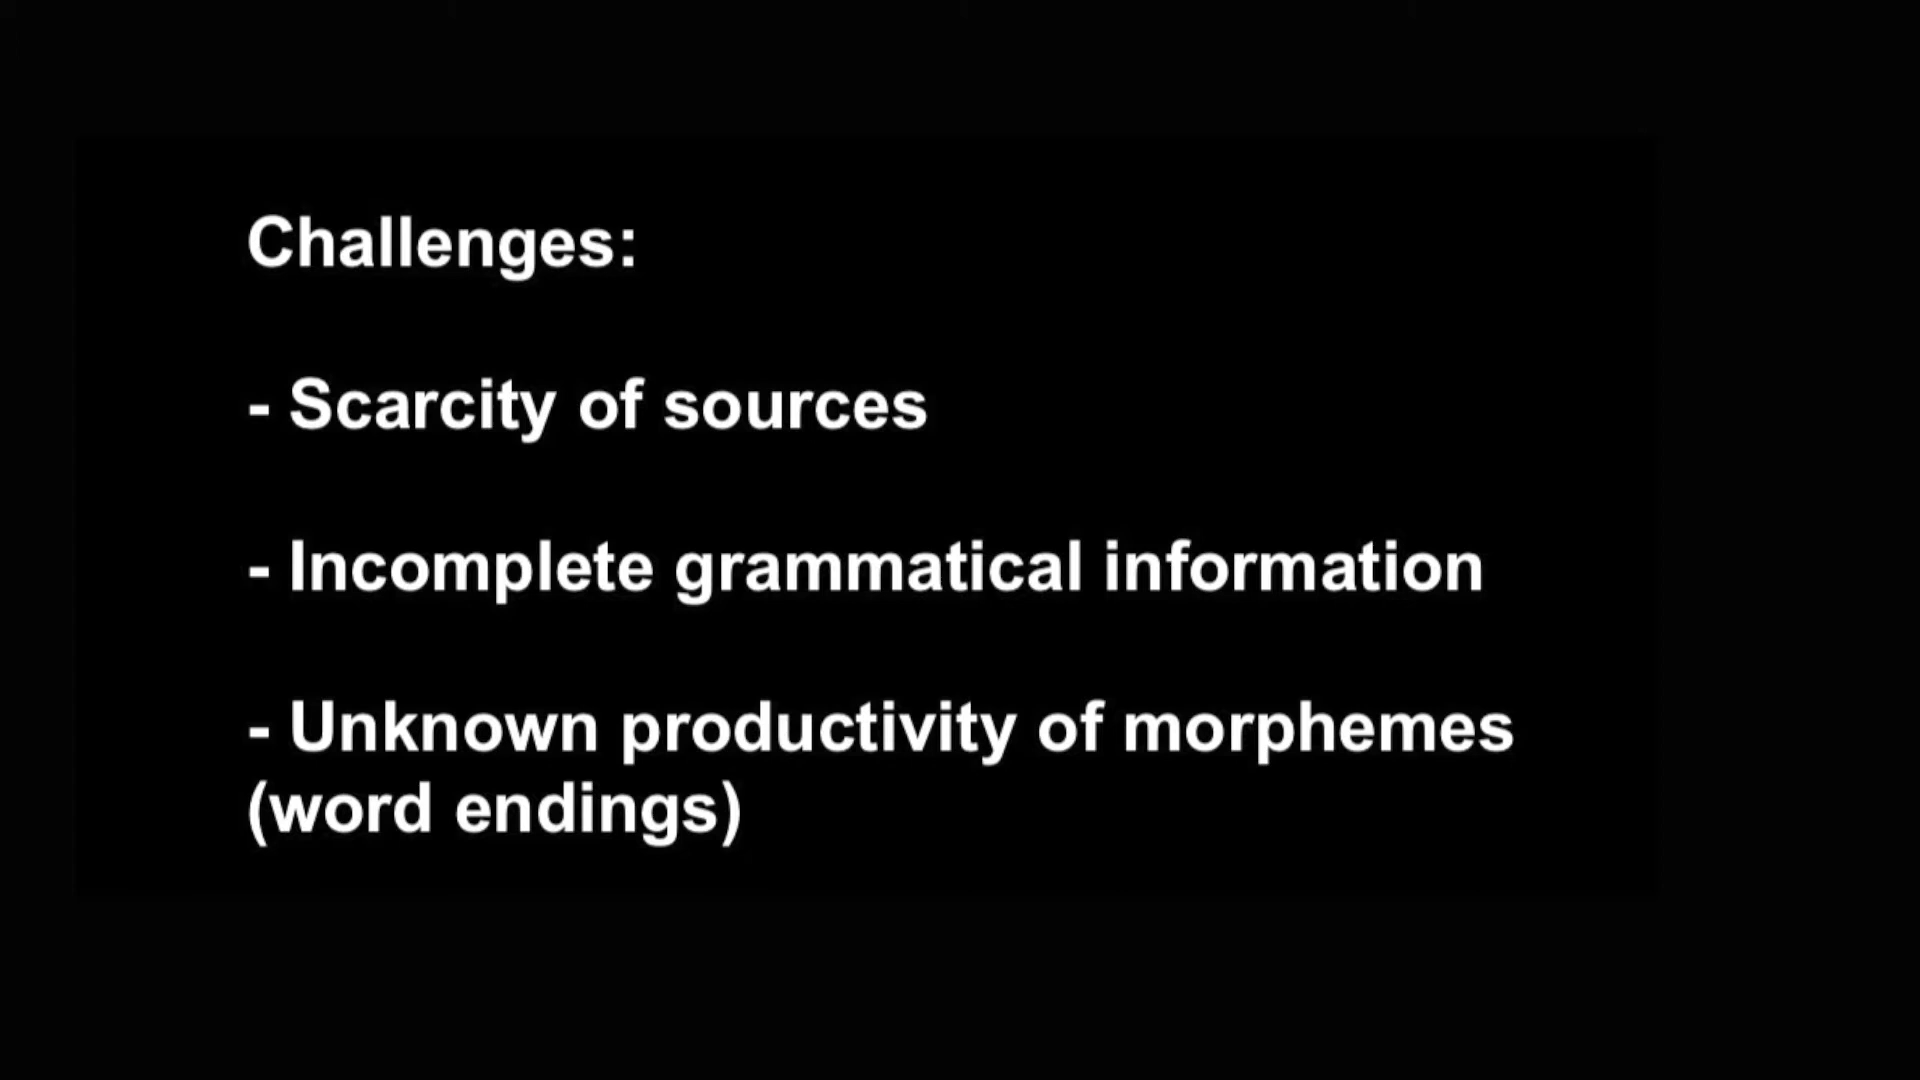 Challenges:
- Scarcity of sources
- Incomplete grammatical information
- Unknown productivity of morphemes
(word endings)